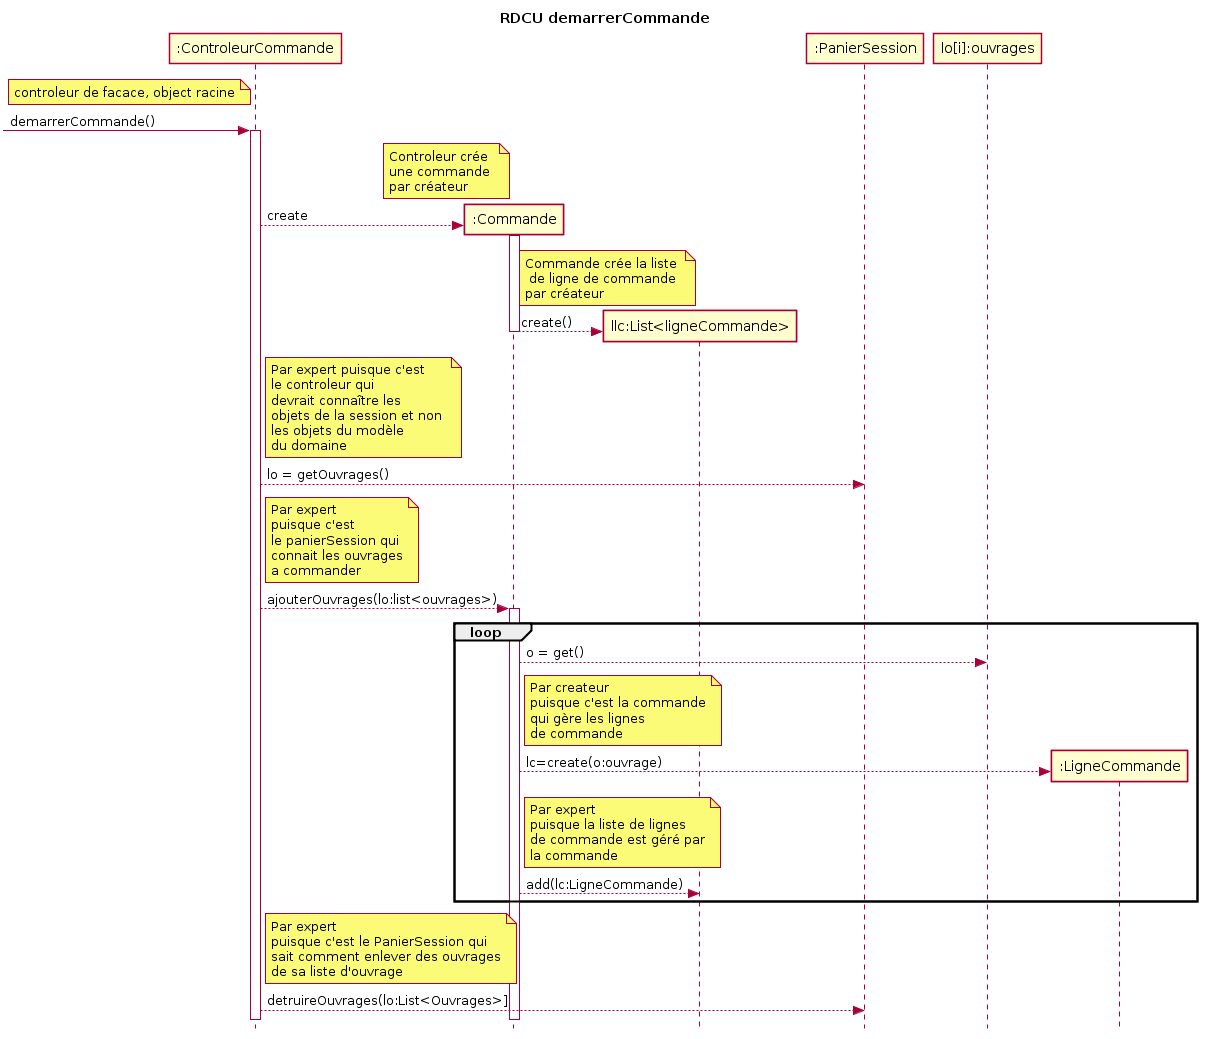 RDCU demarrerCommande
:ControleurCommande
:PanierSession
lo[i]:ouvrages
controleur de facace, object racine
demarrerCommande()
Controleur crée
une commande
par créateur
create
:Commande
Commande crée la liste
de ligne de commande
par créateur
create()
llc:List<ligneCommande>
Par expert puisque c'est
le controleur qui
devrait connaître les
objets de la session et non
les objets du modèle
du domaine
lo = getOuvrages()
Par expert
puisque c'est
le panierSession qui
connait les ouvrages
a commander
ajouterOuvrages(lo:list<ouvrages>)
loop
o = get()
Par createur
puisque c'est la commande
qui gère les lignes
de commande
lc=create(o:ouvrage)
:LigneCommande
Par expert
puisque la liste de lignes
de commande est géré par
la commande
add(lc:LigneCommande)
Par expert
puisque c'est le PanierSession qui
sait comment enlever des ouvrages
de sa liste d'ouvrage
detruireOuvrages(lo:List<Ouvrages>]